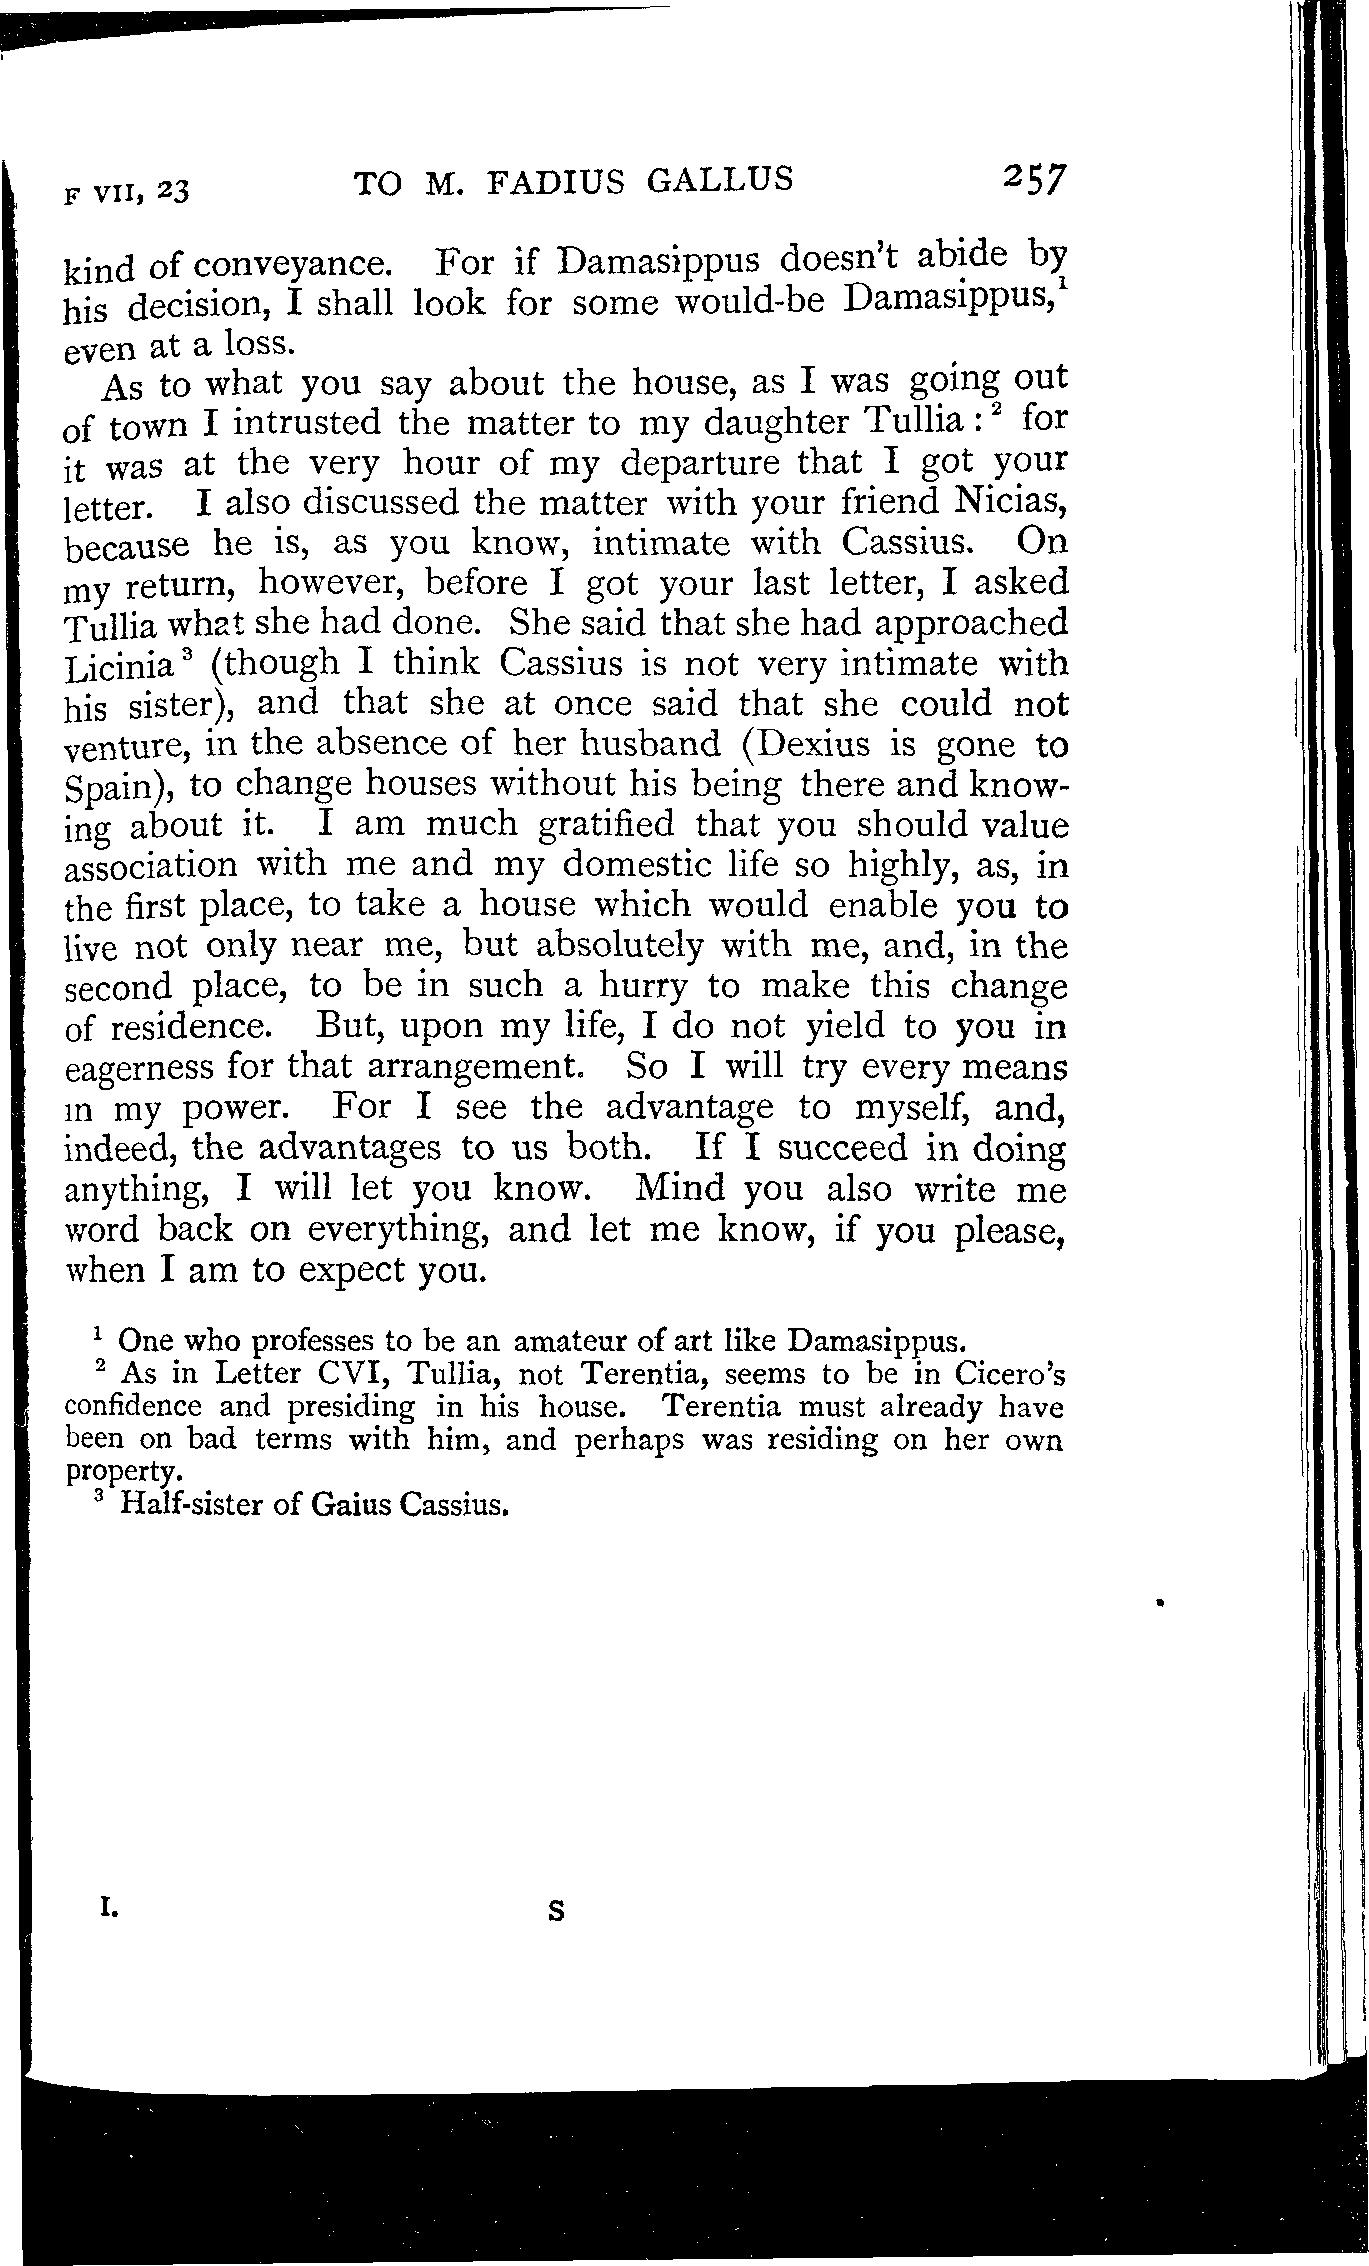 F VII, 23 TO M. FADIUS GALLUS 257
kind of conveyance. For if Damasippus doesn't abide by
his decision, I shall look for some would-be Damasippus,¹
even at a loss.
As to what you say about the house, as I was going out
of town I intrusted the matter to my daughter Tullia:² for
it was at the very hour of my departure that I got your
letter. I also discussed the matter with your friend Nicias,
because he is, as you know, intimate with Cassius. On
my return, however, before I got your last letter, I asked
Tullia what she had done. She said that she had approached
Licinia³ (though I think Cassius is not very intimate with
his sister), and that she at once said that she could not
venture, in the absence of her husband (Dexius is gone to
Spain), to change houses without his being there and know-
ing about it. I am much gratified that you should value
association with me and my domestic life so highly, as, in
the first place, to take a house which would enable you to
live not only near me, but absolutely with me, and, in the
second place, to be in such a hurry to make this change
of residence. But, upon my life, I do not yield to you in
eagerness for that arrangement. So I will try every means
in my power. For I see the advantage to myself, and,
indeed, the advantages to us both. If I succeed in doing
anything, I will let you know. Mind you also write me
word back on everything, and let me know, if you please,
when I am to expect you.
¹ One who professes to be an amateur of art like Damasippus.
² As in Letter CVI, Tullia, not Terentia, seems to be in Cicero's
confidence and presiding in his house. Terentia must already have
been on bad terms with him, and perhaps was residing on her own
property.
³ Half-sister of Gaius Cassius.
I. S